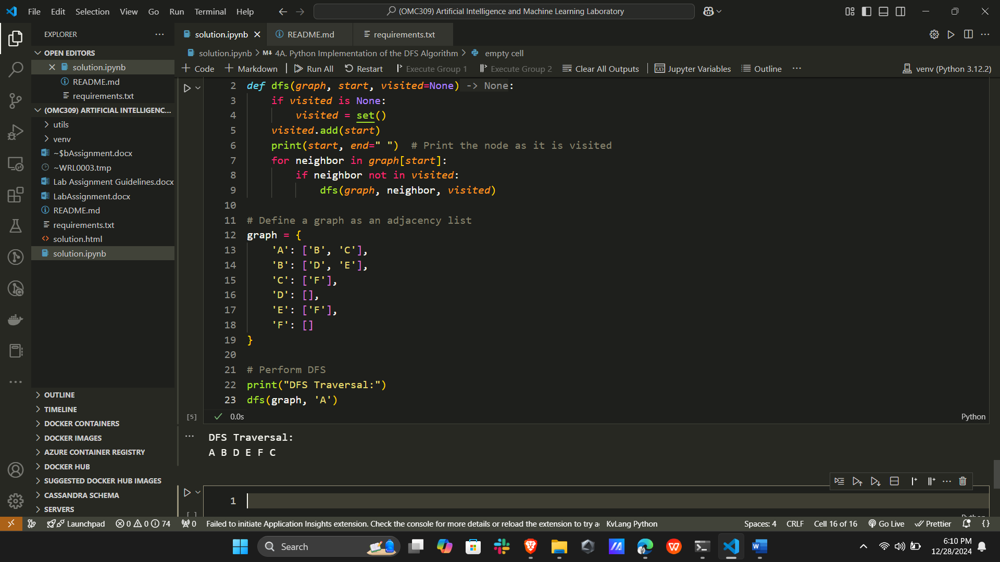 File Edit Selection View Go Run Terminal Help
(OMC309) Artificial Intelligence and Machine Learning Laboratory
EXPLORER
OPEN EDITORS
solution.ipynb
README.md
requirements.txt
(OMC309) ARTIFICIAL INTELLIGENC...
utils
venv
~$bAssignment.docx
~WRL0003.tmp
Lab Assignment Guidelines.docx
LabAssignment.docx
README.md
requirements.txt
solution.html
solution.ipynb
OUTLINE
TIMELINE
DOCKER CONTAINERS
DOCKER IMAGES
AZURE CONTAINER REGISTRY
DOCKER HUB
SUGGESTED DOCKER HUB IMAGES
CASSANDRA SCHEMA
SERVERS
solution.ipynb README.md requirements.txt
solution.ipynb > M↓ 4A. Python Implementation of the DFS Algorithm > empty cell
+ Code + Markdown | Run All Restart Execute Group 1 Execute Group 2 Clear All Outputs | Jupyter Variables Outline ... venv (Python 3.12.2)
2 def dfs(graph, start, visited=None) -> None:
3     if visited is None:
4         visited = set()
5     visited.add(start)
6     print(start, end=" ")  # Print the node as it is visited
7     for neighbor in graph[start]:
8         if neighbor not in visited:
9             dfs(graph, neighbor, visited)
10
11 # Define a graph as an adjacency list
12 graph = {
13     'A': ['B', 'C'],
14     'B': ['D', 'E'],
15     'C': ['F'],
16     'D': [],
17     'E': ['F'],
18     'F': []
19 }
20
21 # Perform DFS
22 print("DFS Traversal:")
23 dfs(graph, 'A')
[5] 0.0s Python
DFS Traversal:
A B D E F C
1
[ ]
Launchpad 0 0 74 0 Failed to initiate Application Insights extension. Check the console for more details or reload the extension to try ag KvLang Python Spaces: 4 CRLF Cell 16 of 16 Go Live Prettier {}
Search
6:10 PM
12/28/2024